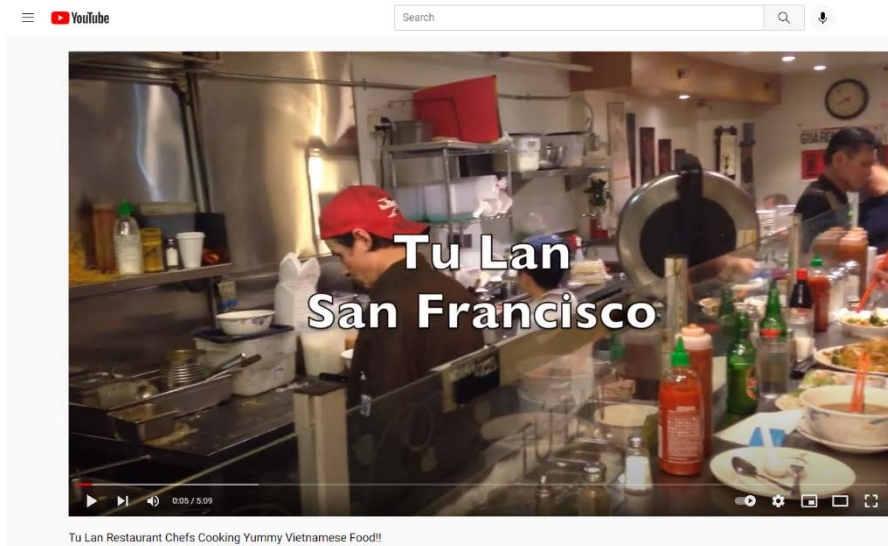 YouTube
Search
Tu Lan
San Francisco
0:05 / 5:09
Tu Lan Restaurant Chefs Cooking Yummy Vietnamese Food!!